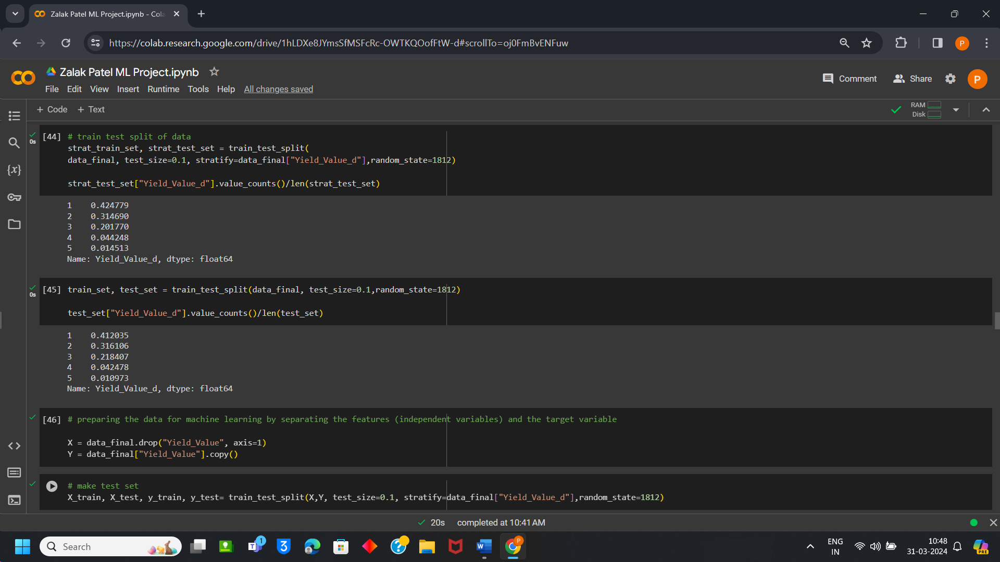 Zalak Patel ML Project.ipynb - Cola
https://colab.research.google.com/drive/1hLDXe8JYmsSfMSFcRc-OWTKQOofFtW-d#scrollTo=oj0FmBvENFuw
P
Zalak Patel ML Project.ipynb
Comment
Share
P
File Edit View Insert Runtime Tools Help All changes saved
+ Code + Text
RAM
Disk
{x}
0s
[44] # train test split of data
strat_train_set, strat_test_set = train_test_split(
data_final, test_size=0.1, stratify=data_final["Yield_Value_d"],random_state=1812)
strat_test_set["Yield_Value_d"].value_counts()/len(strat_test_set)
1 0.424779
2 0.314690
3 0.201770
4 0.044248
5 0.014513
Name: Yield_Value_d, dtype: float64
0s
[45] train_set, test_set = train_test_split(data_final, test_size=0.1,random_state=1812)
test_set["Yield_Value_d"].value_counts()/len(test_set)
1 0.412035
2 0.316106
3 0.218407
4 0.042478
5 0.010973
Name: Yield_Value_d, dtype: float64
[46] # preparing the data for machine learning by separating the features (independent variables) and the target variable
X = data_final.drop("Yield_Value", axis=1)
Y = data_final["Yield_Value"].copy()
# make test set
X_train, X_test, y_train, y_test= train_test_split(X,Y, test_size=0.1, stratify=data_final["Yield_Value_d"],random_state=1812)
20s completed at 10:41 AM
Search
T
1
3
?
W
P
ENG
IN
10:48
31-03-2024
PRE